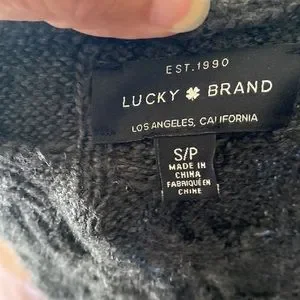 EST. 1990
LUCKY BRAND
LOS ANGELES, CALIFORNIA
S/P
MADE IN
CHINA
FABRIQUÉ EN
CHINE